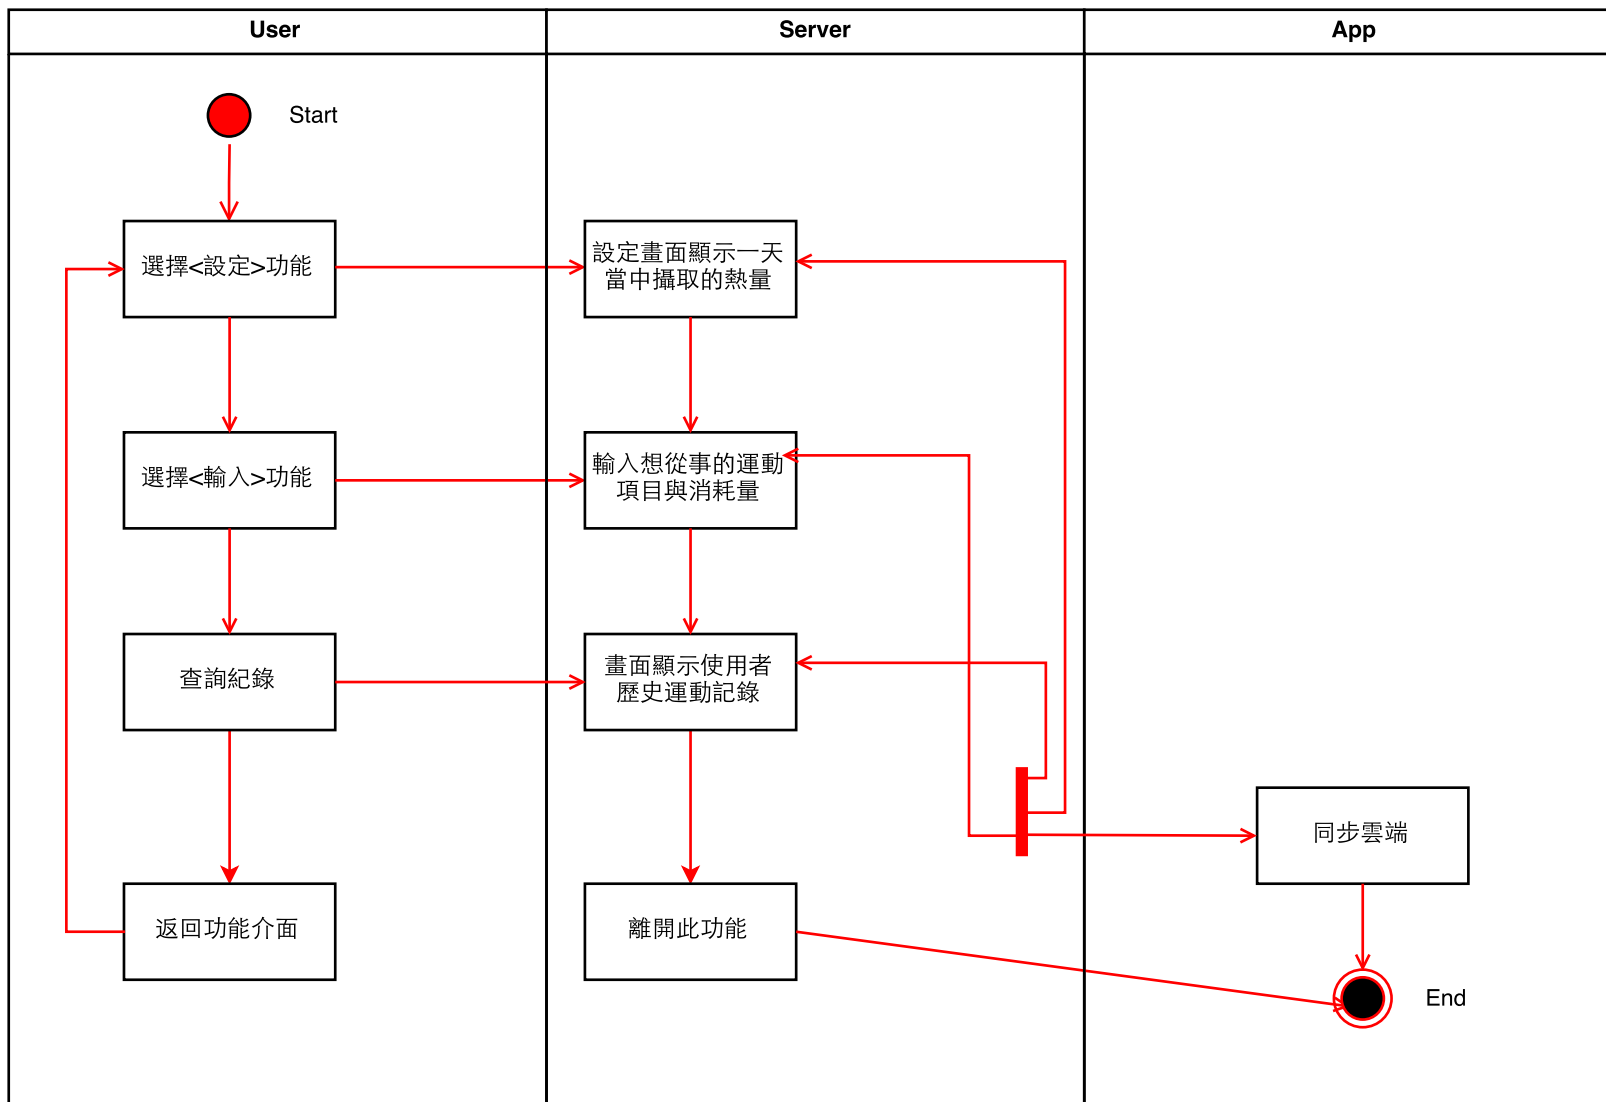 User
Server
App
Start
選擇<設定>功能
設定畫面顯示一天
當中攝取的熱量
選擇<輸入>功能
輸入想從事的運動
項目與消耗量
查詢紀錄
畫面顯示使用者
歷史運動記錄
同步雲端
返回功能介面
離開此功能
End